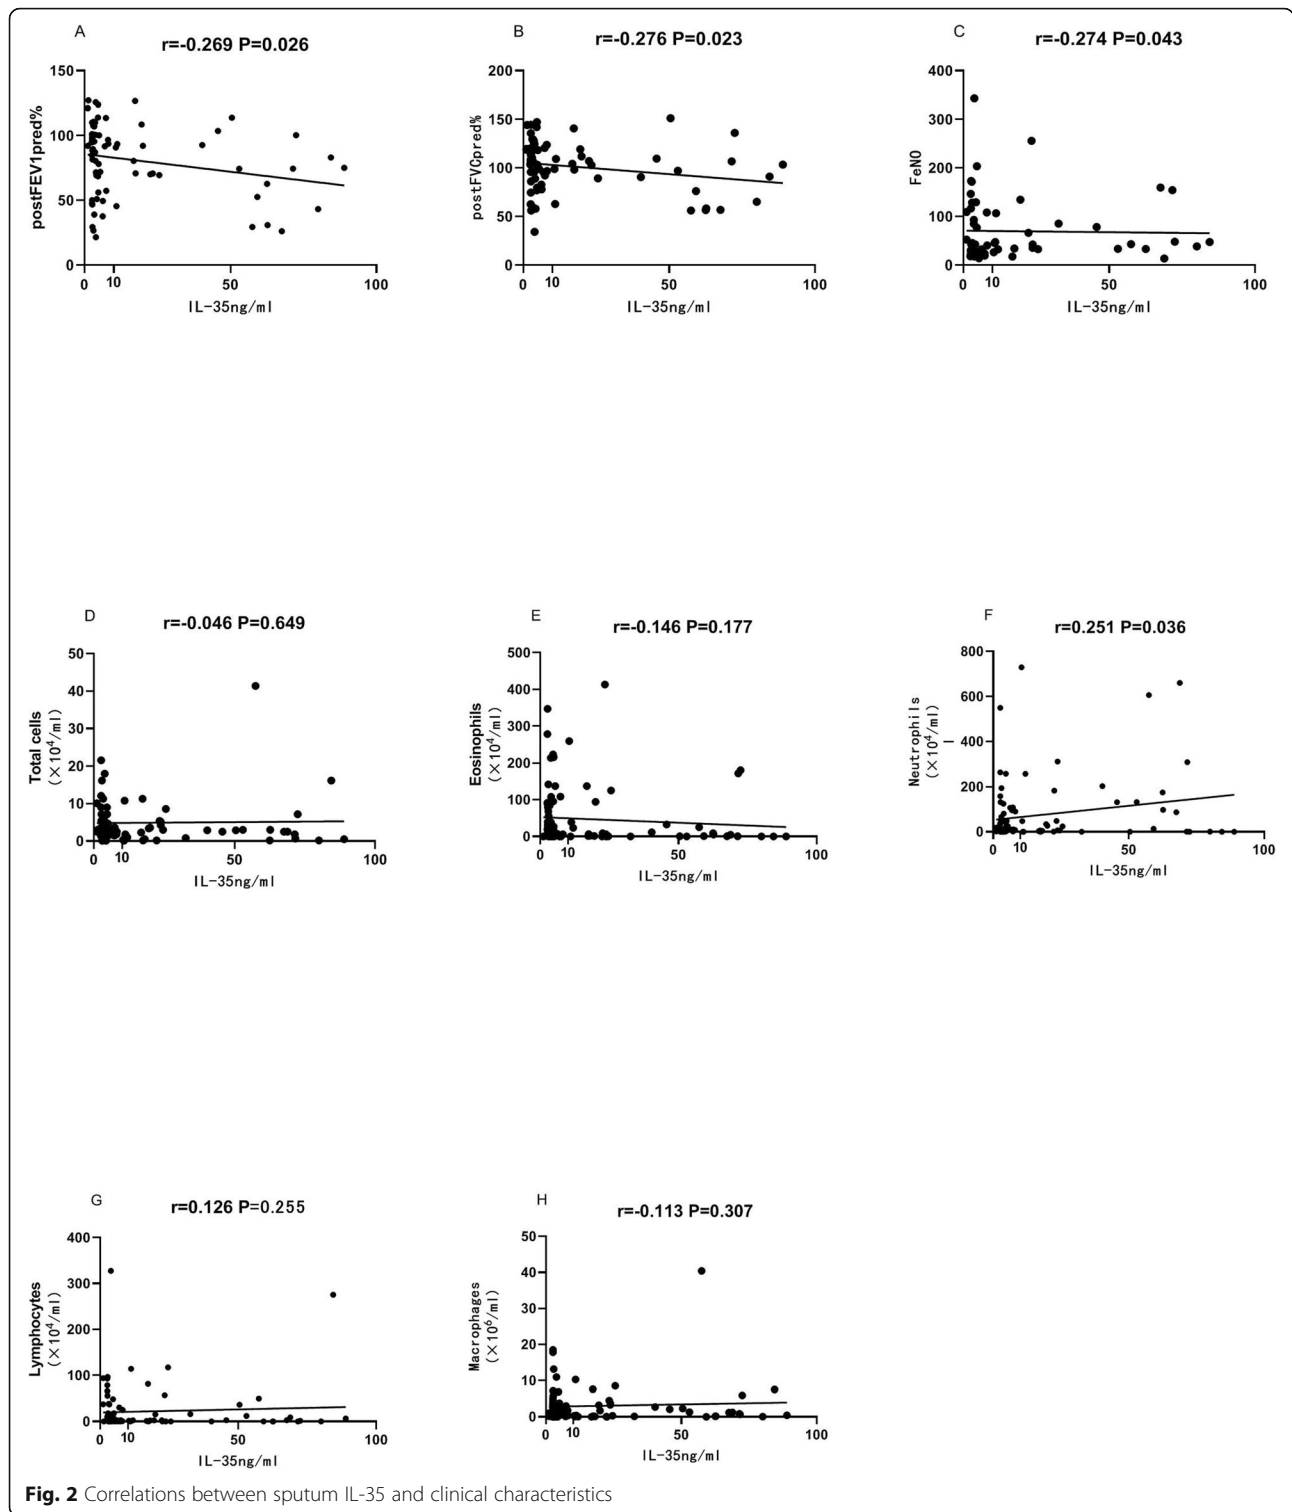 A
r=-0.269 P=0.026
postFEV1pred%
150
100
50
0
0 10 50 100
IL-35ng/ml
B
r=-0.276 P=0.023
postFVCpred%
200
150
100
50
0
0 10 50 100
IL-35ng/ml
C
r=-0.274 P=0.043
FeNO
400
300
200
100
0
0 10 50 100
IL-35ng/ml
D
r=-0.046 P=0.649
Total cells
(×10⁴/ml)
50
40
30
20
10
0
0 10 50 100
IL-35ng/ml
E
r=-0.146 P=0.177
Eosinophils
(×10⁴/ml)
500
400
300
200
100
0
0 10 50 100
IL-35ng/ml
F
r=0.251 P=0.036
Neutrophils
(×10⁴/ml)
800
600
400
200
0
0 10 50 100
IL-35ng/ml
G
r=0.126 P=0.255
Lymphocytes
(×10⁴/ml)
400
300
200
100
0
0 10 50 100
IL-35ng/ml
H
r=-0.113 P=0.307
Macrophages
(×10⁶/ml)
50
40
30
20
10
0
0 10 50 100
IL-35ng/ml
Fig. 2 Correlations between sputum IL-35 and clinical characteristics